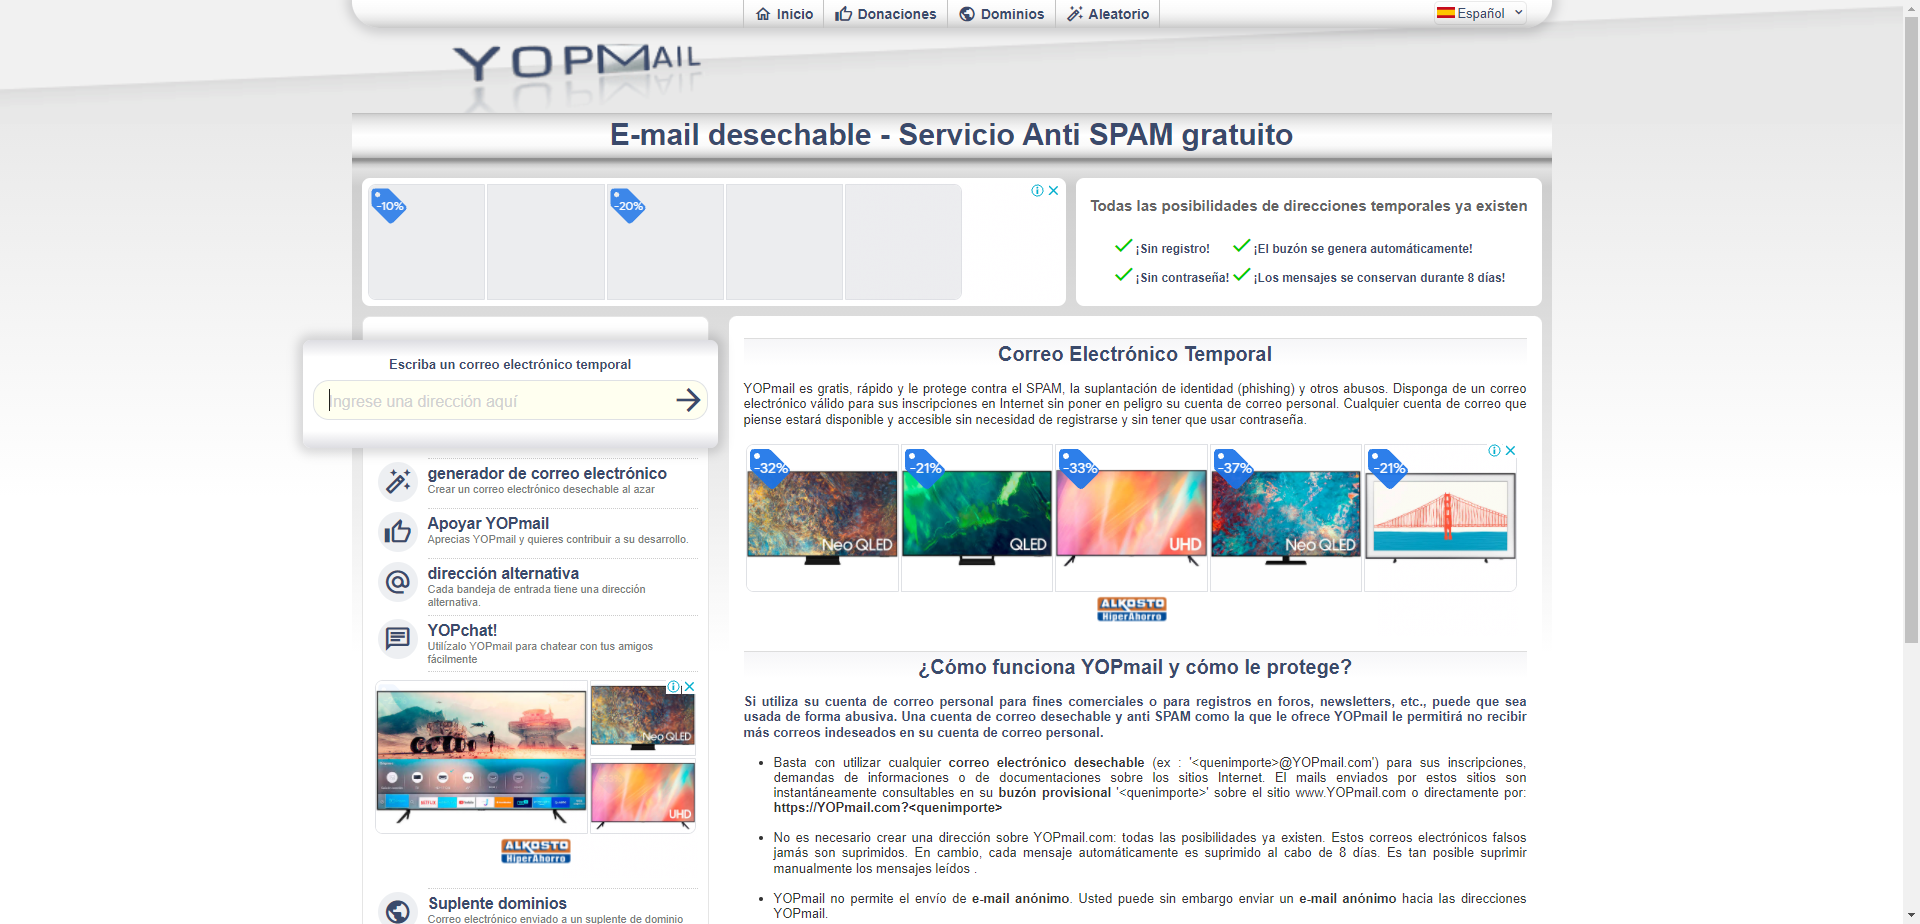 Inicio
Donaciones
Dominios
Aleatorio
Español
YOPMAIL
E-mail desechable - Servicio Anti SPAM gratuito
-10%
-20%
Todas las posibilidades de direcciones temporales ya existen
¡Sin registro!
¡El buzón se genera automáticamente!
¡Sin contraseña!
¡Los mensajes se conservan durante 8 días!
Escriba un correo electrónico temporal
Ingrese una dirección aquí
generador de correo electrónico
Crear un correo electrónico desechable al azar
Apoyar YOPmail
Aprecias YOPmail y quieres contribuir a su desarrollo.
dirección alternativa
Cada bandeja de entrada tiene una dirección
alternativa.
YOPchat!
Utilízalo YOPmail para chatear con tus amigos
fácilmente
Neo QLED
UHD
ALKOSTO
HiperAhorro
Suplente dominios
Correo electrónico enviado a un suplente de dominio
Correo Electrónico Temporal
YOPmail es gratis, rápido y le protege contra el SPAM, la suplantación de identidad (phishing) y otros abusos. Disponga de un correo
electrónico válido para sus inscripciones en Internet sin poner en peligro su cuenta de correo personal. Cualquier cuenta de correo que
piense estará disponible y accesible sin necesidad de registrarse y sin tener que usar contraseña.
-32%
-21%
-33%
-37%
-21%
Neo QLED
QLED
UHD
Neo QLED
ALKOSTO
HiperAhorro
¿Cómo funciona YOPmail y cómo le protege?
Si utiliza su cuenta de correo personal para fines comerciales o para registros en foros, newsletters, etc., puede que sea
usada de forma abusiva. Una cuenta de correo desechable y anti SPAM como la que le ofrece YOPmail le permitirá no recibir
más correos indeseados en su cuenta de correo personal.
Basta con utilizar cualquier correo electrónico desechable (ex : '<quenimporte>@YOPmail.com') para sus inscripciones,
demandas de informaciones o de documentaciones sobre los sitios Internet. El mails enviados por estos sitios son
instantáneamente consultables en su buzón provisional '<quenimporte>' sobre el sitio www.YOPmail.com o directamente por:
https://YOPmail.com?<quenimporte>
No es necesario crear una dirección sobre YOPmail.com: todas las posibilidades ya existen. Estos correos electrónicos falsos
jamás son suprimidos. En cambio, cada mensaje automáticamente es suprimido al cabo de 8 días. Es tan posible suprimir
manualmente los mensajes leídos .
YOPmail no permite el envío de e-mail anónimo. Usted puede sin embargo enviar un e-mail anónimo hacia las direcciones
YOPmail.